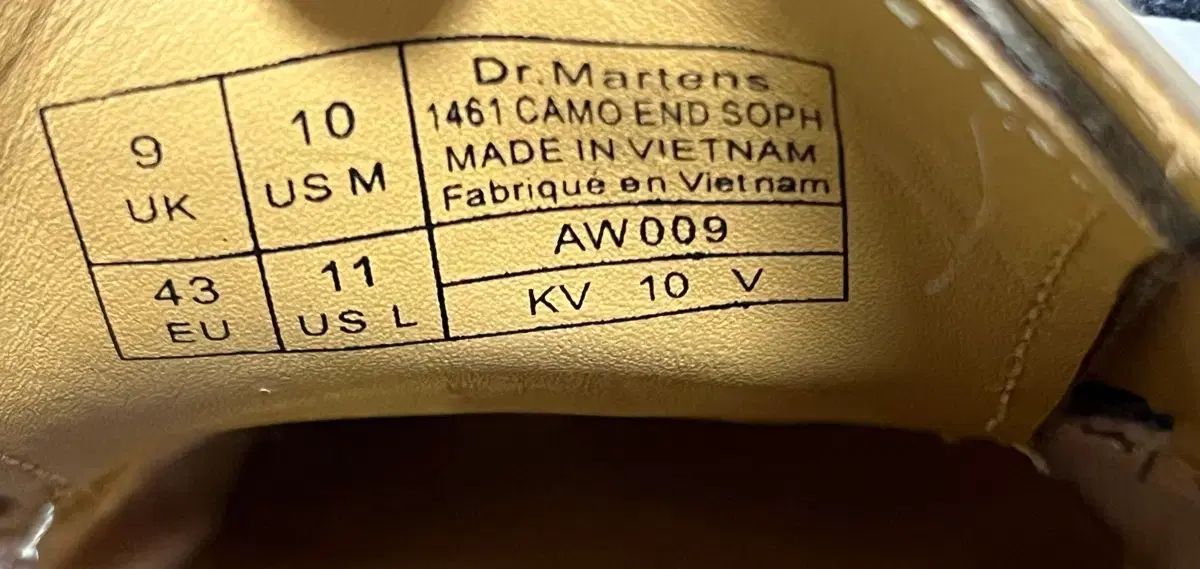 9
UK
10
US M
43
EU
11
US L
Dr.Martens
1461 CAMO END SOPH
MADE IN VIETNAM
Fabriqué en Vietnam
AW009
KV 10 V